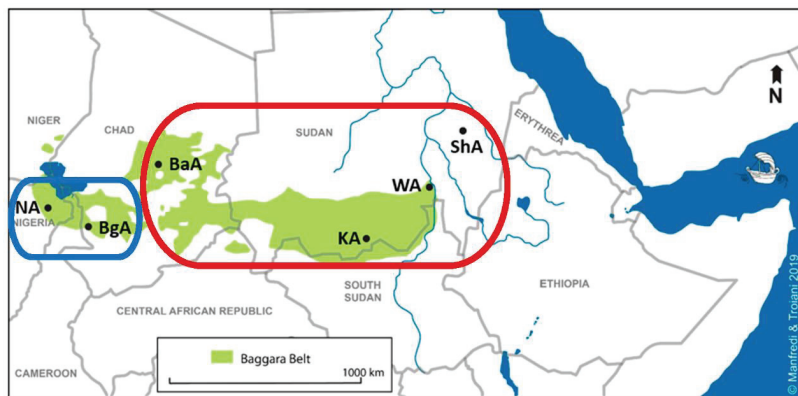 NIGER
CHAD
SUDAN
ERYTHREA
N
BaA
ShA
WA
NA
NIGERIA
BgA
KA
SOUTH
SUDAN
ETHIOPIA
CENTRAL AFRICAN REPUBLIC
CAMEROON
Baggara Belt
1000 km
© Manfredi & Troiani 2019